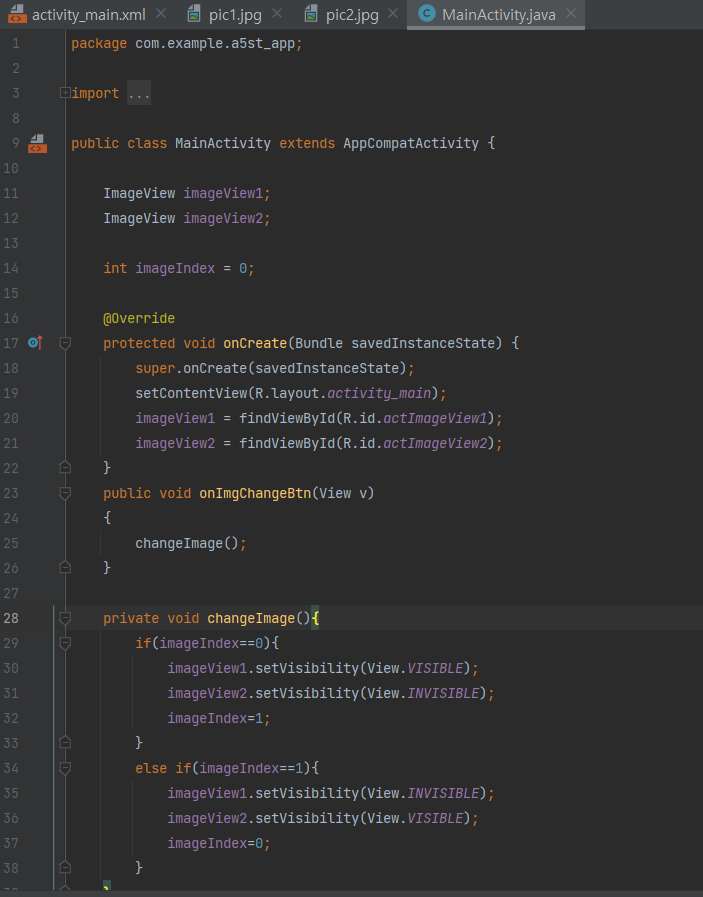 activity_main.xml pic1.jpg pic2.jpg MainActivity.java
1 package com.example.a5st_app;
2
3 import ...
8
9 public class MainActivity extends AppCompatActivity {
10
11 ImageView imageView1;
12 ImageView imageView2;
13
14 int imageIndex = 0;
15
16 @Override
17 protected void onCreate(Bundle savedInstanceState) {
18 super.onCreate(savedInstanceState);
19 setContentView(R.layout.activity_main);
20 imageView1 = findViewById(R.id.actImageView1);
21 imageView2 = findViewById(R.id.actImageView2);
22 }
23 public void onImgChangeBtn(View v)
24 {
25 changeImage();
26 }
27
28 private void changeImage(){
29 if(imageIndex==0){
30 imageView1.setVisibility(View.VISIBLE);
31 imageView2.setVisibility(View.INVISIBLE);
32 imageIndex=1;
33 }
34 else if(imageIndex==1){
35 imageView1.setVisibility(View.INVISIBLE);
36 imageView2.setVisibility(View.VISIBLE);
37 imageIndex=0;
38 }